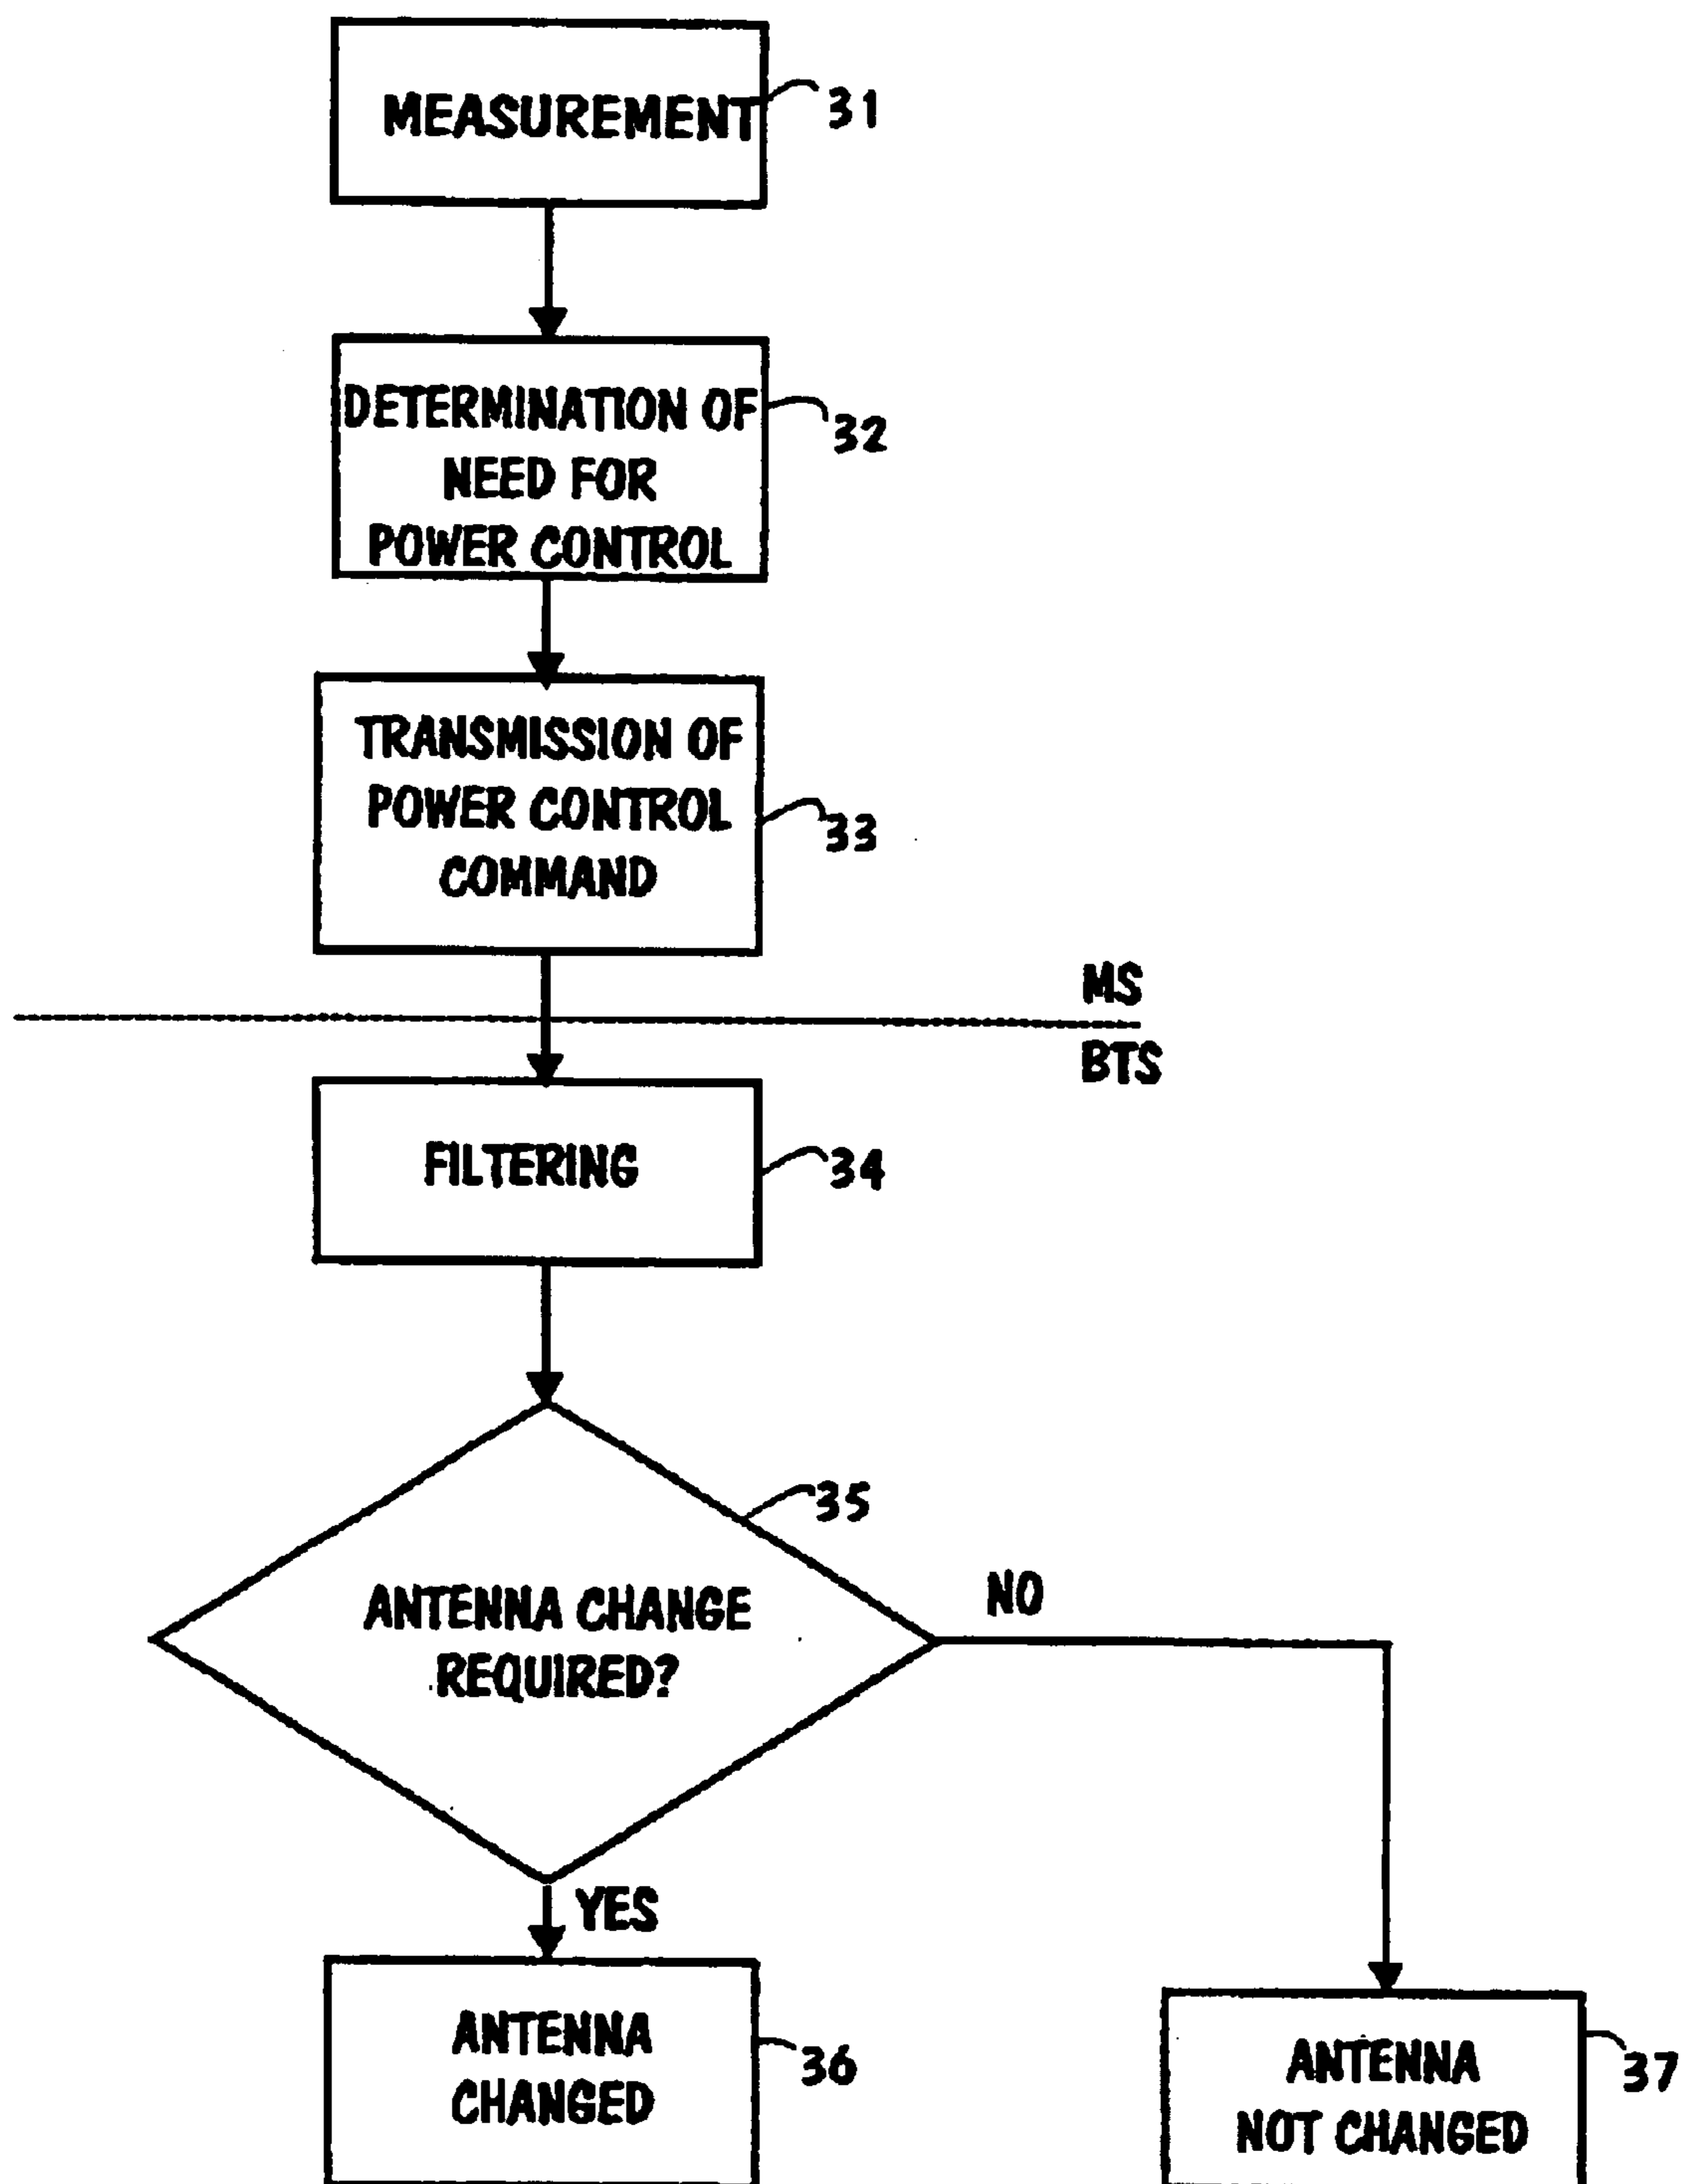 MEASUREMENT
31
DETERMINATION OF
NEED FOR
POWER CONTROL
32
TRANSMISSION OF
POWER CONTROL
COMMAND
33
MS
BTS
FILTERING
34
35
ANTENNA CHANGE
REQUIRED?
NO
YES
ANTENNA
CHANGED
36
ANTENNA
NOT CHANGED
37